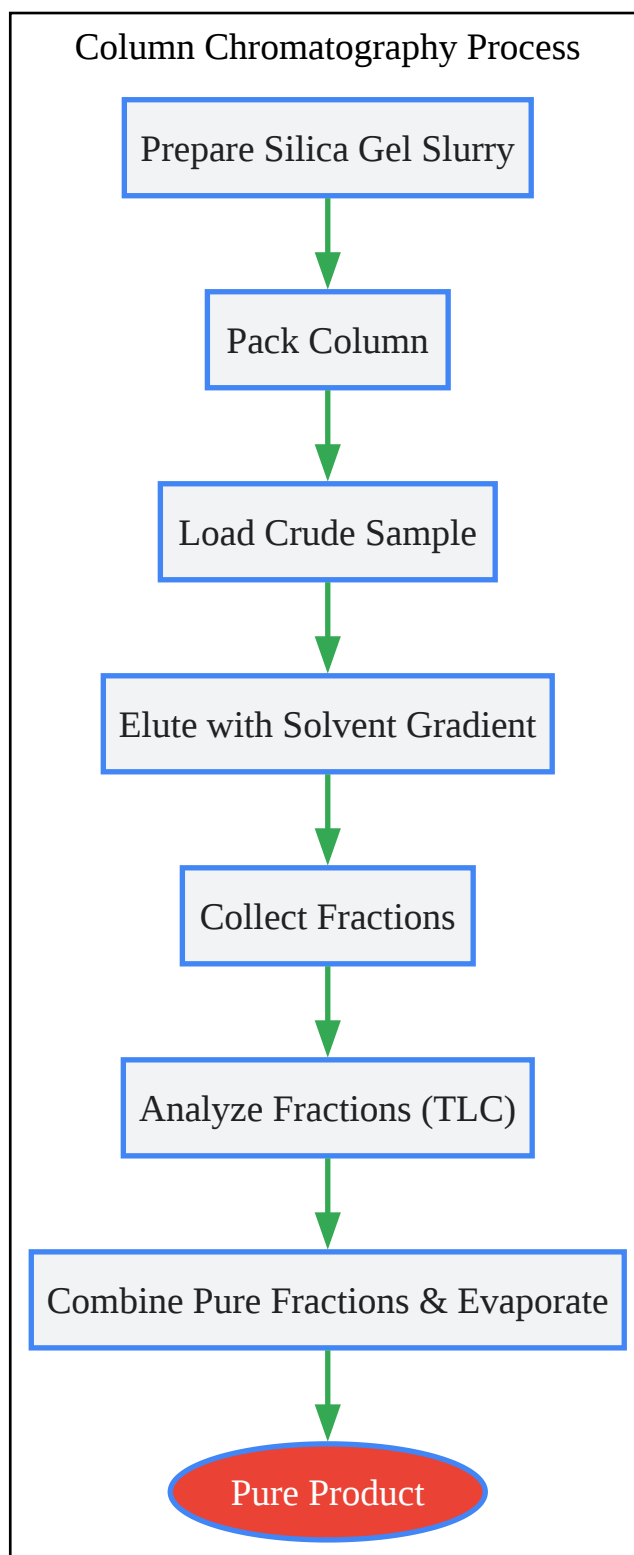 Column Chromatography Process
Prepare Silica Gel Slurry
Pack Column
Load Crude Sample
Elute with Solvent Gradient
Collect Fractions
Analyze Fractions (TLC)
Combine Pure Fractions & Evaporate
Pure Product